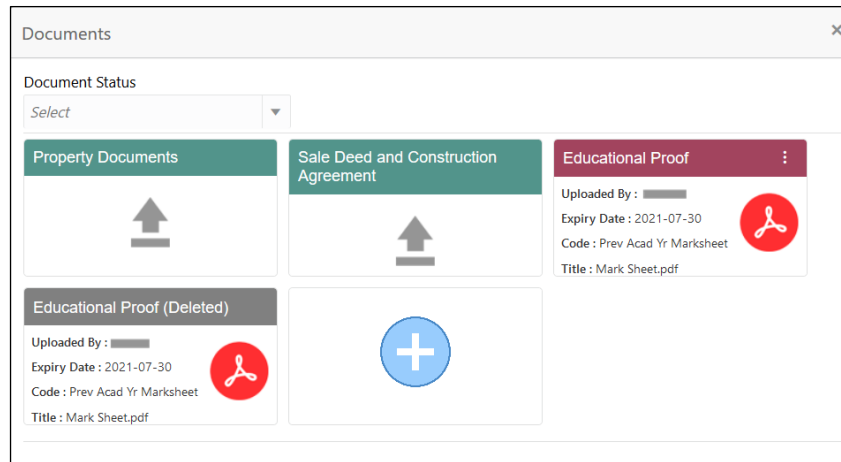 Documents
Document Status
Select
Property Documents
Sale Deed and Construction
Agreement
Educational Proof
Uploaded By :
Expiry Date : 2021-07-30
Code : Prev Acad Yr Marksheet
Title : Mark Sheet.pdf
Educational Proof (Deleted)
Uploaded By :
Expiry Date : 2021-07-30
Code : Prev Acad Yr Marksheet
Title : Mark Sheet.pdf